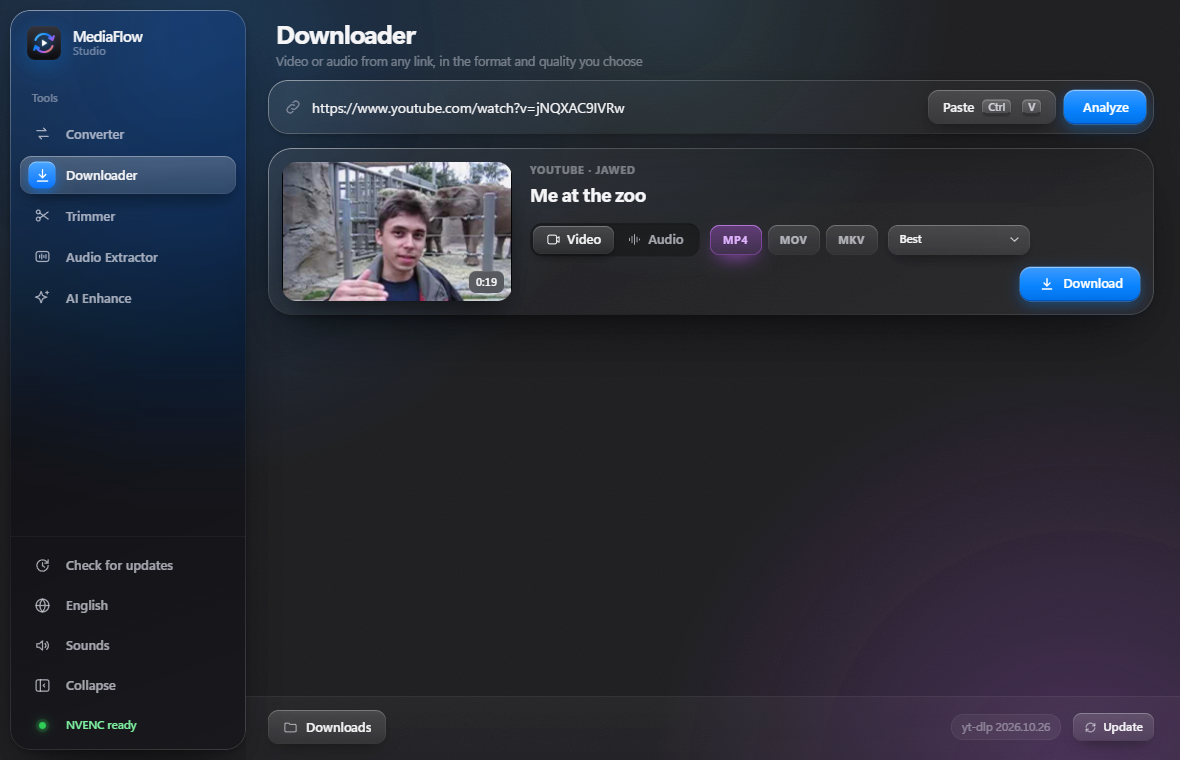 MediaFlow
Studio
Tools
Converter
Downloader
Trimmer
Audio Extractor
AI Enhance
Check for updates
English
Sounds
Collapse
NVENC ready
Downloader
Video or audio from any link, in the format and quality you choose
https://www.youtube.com/watch?v=jNQXAC9IVRw
Paste Ctrl V
Analyze
YOUTUBE · JAWED
Me at the zoo
Video Audio MP4 MOV MKV Best
0:19
Download
Downloads
yt-dlp 2026.10.26
Update